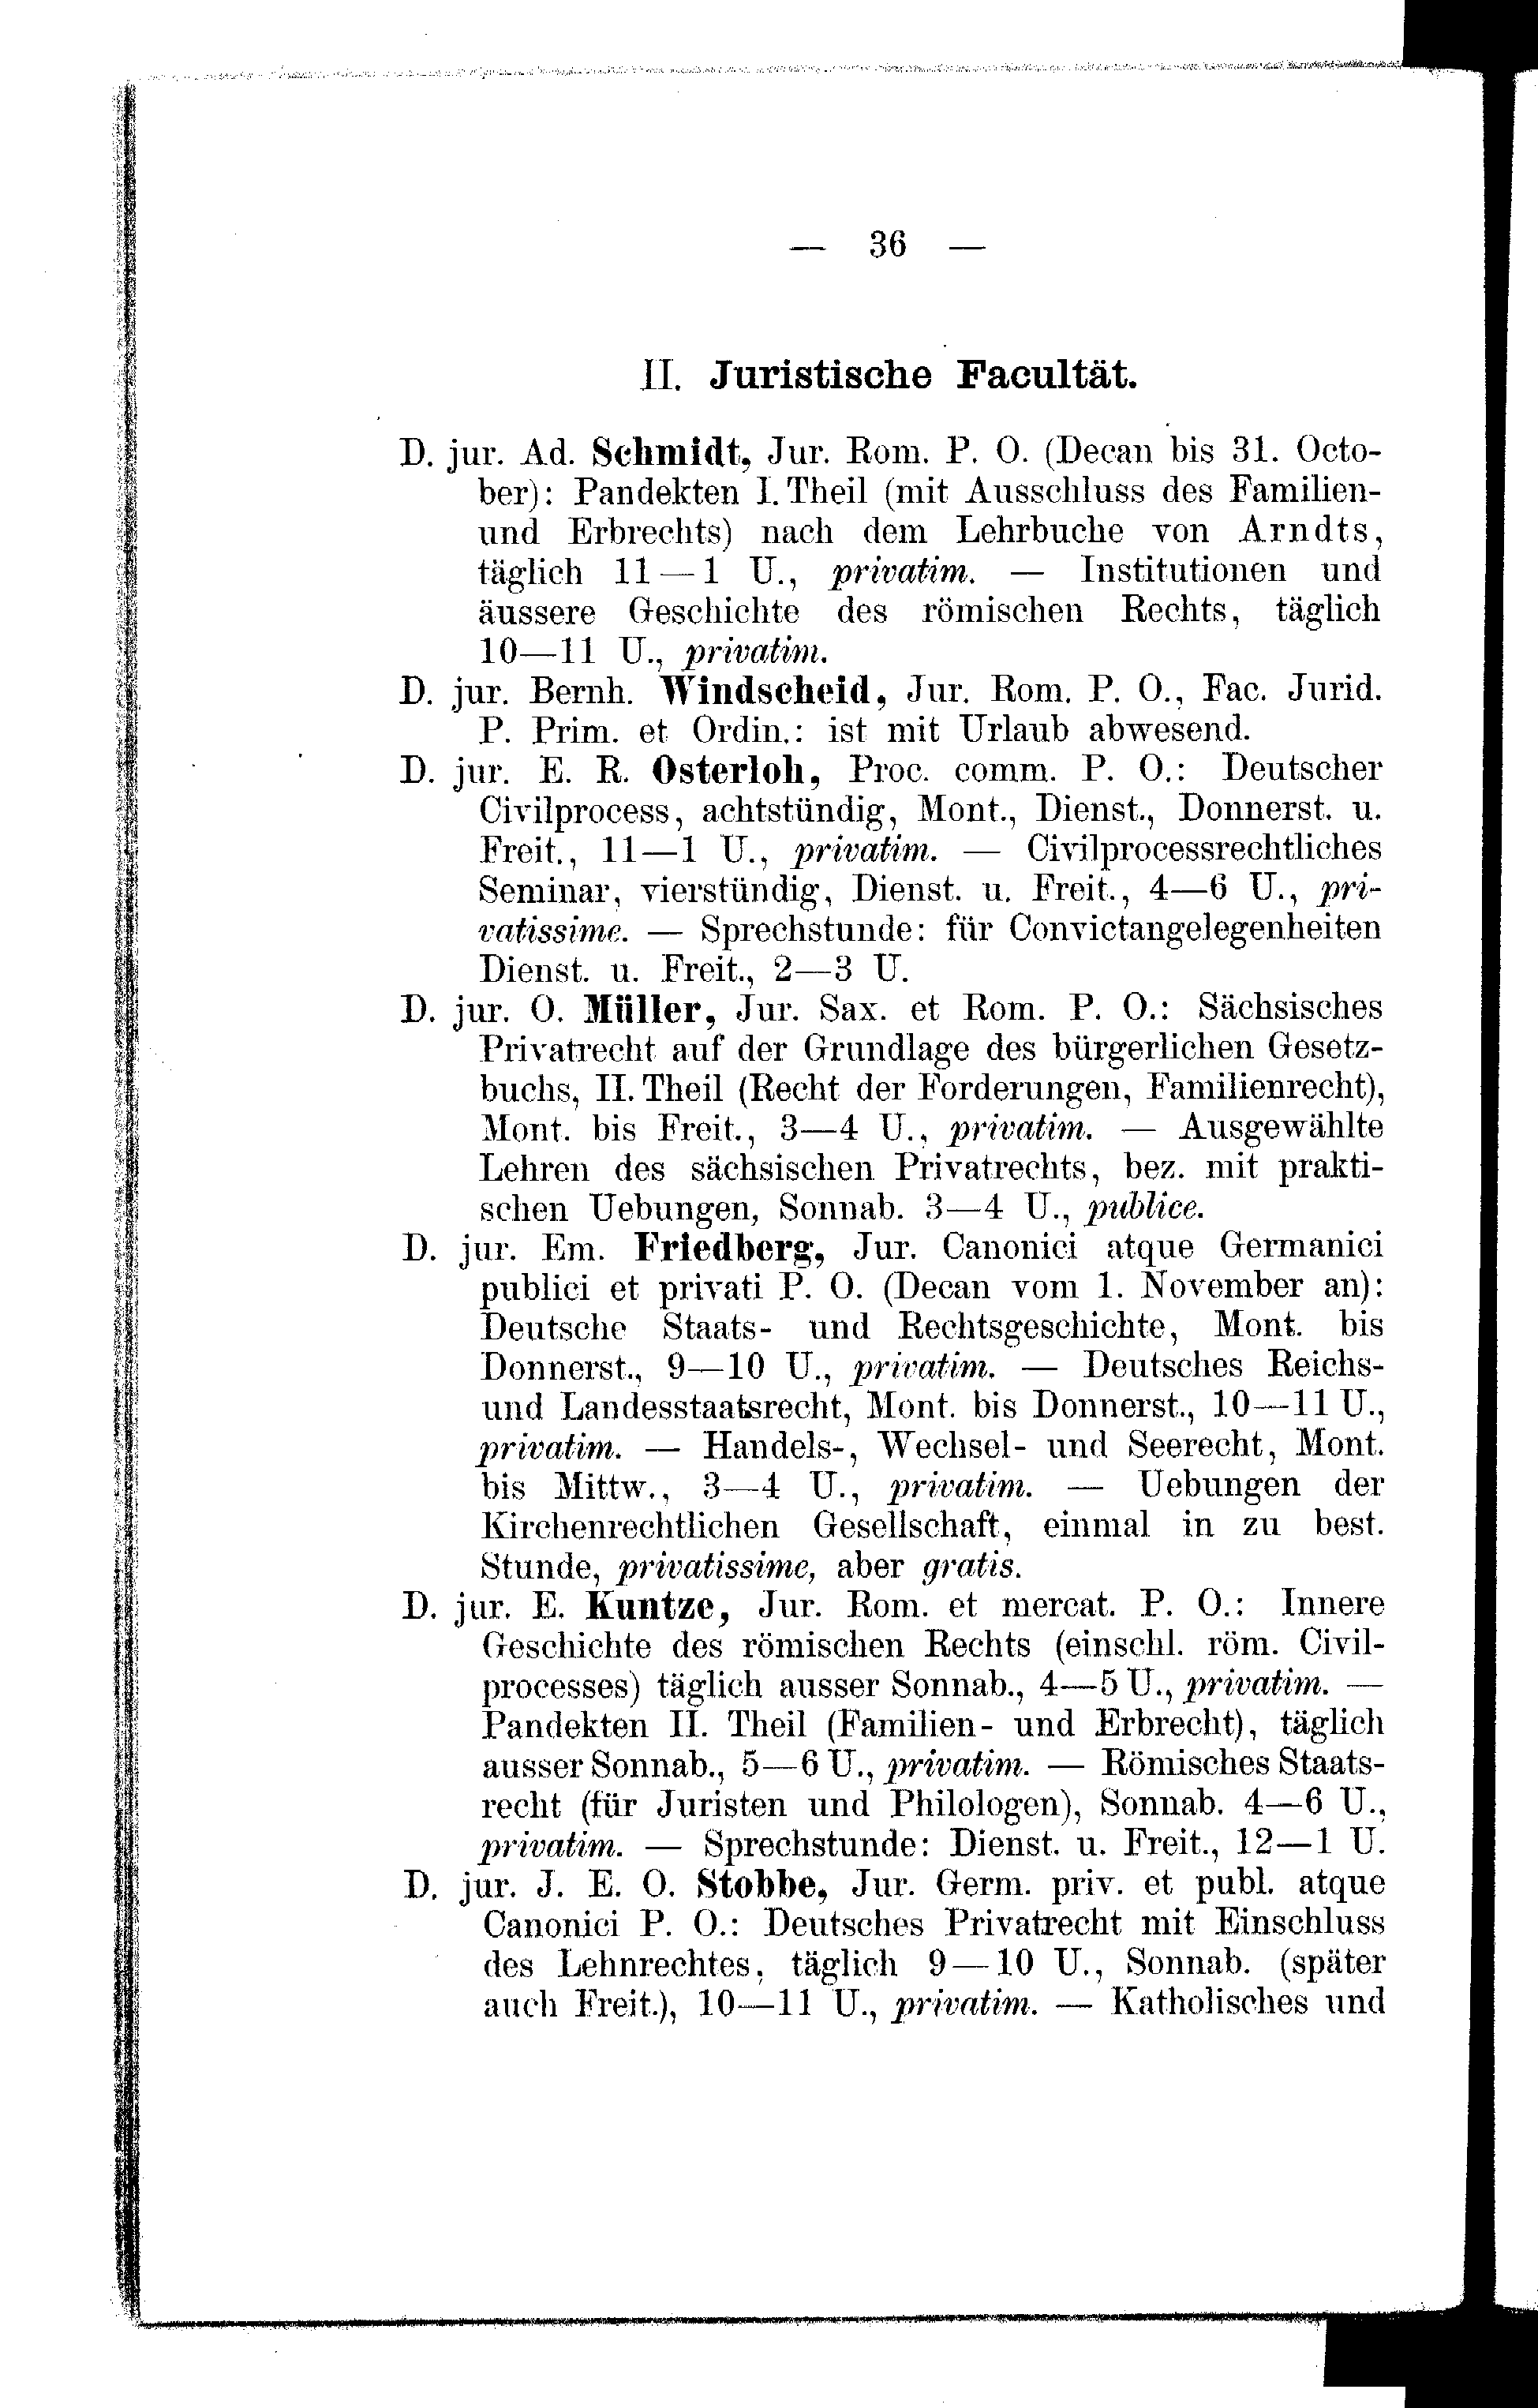 — 36 —
II. Juristische Facultät.
D. jur. Ad. Schmidt, Jur. Rom. P. O. (Decan bis 31. Octo-
ber): Pandekten I. Theil (mit Ausschluss des Familien-
und Erbrechts) nach dem Lehrbuche von Arndts,
täglich 11—1 U., privatim. — Institutionen und
äussere Geschichte des römischen Rechts, täglich
10—11 U., privatim.
D. jur. Bernh. Windscheid, Jur. Rom. P. O., Fac. Jurid.
P. Prim. et Ordin.: ist mit Urlaub abwesend.
D. jur. E. R. Osterloh, Proc. comm. P. O.: Deutscher
Civilprocess, achtstündig, Mont., Dienst., Donnerst. u.
Freit., 11—1 U., privatim. — Civilprocessrechtliches
Seminar, vierstündig, Dienst. u. Freit., 4—6 U., pri-
vatissime. — Sprechstunde: für Convictangelegenheiten
Dienst. u. Freit., 2—3 U.
D. jur. O. Müller, Jur. Sax. et Rom. P. O.: Sächsisches
Privatrecht auf der Grundlage des bürgerlichen Gesetz-
buchs, II. Theil (Recht der Forderungen, Familienrecht),
Mont. bis Freit., 3—4 U., privatim. — Ausgewählte
Lehren des sächsischen Privatrechts, bez. mit prakti-
schen Uebungen, Sonnab. 3—4 U., publice.
D. jur. Em. Friedberg, Jur. Canonici atque Germanici
publici et privati P. O. (Decan vom 1. November an):
Deutsche Staats- und Rechtsgeschichte, Mont. bis
Donnerst., 9—10 U., privatim. — Deutsches Reichs-
und Landesstaatsrecht, Mont. bis Donnerst., 10—11 U.,
privatim. — Handels-, Wechsel- und Seerecht, Mont.
bis Mittw., 3—4 U., privatim. — Uebungen der
Kirchenrechtlichen Gesellschaft, einmal in zu best.
Stunde, privatissime, aber gratis.
D. jur. E. Kuntze, Jur. Rom. et mercat. P. O.: Innere
Geschichte des römischen Rechts (einschl. röm. Civil-
processes) täglich ausser Sonnab., 4—5 U., privatim. —
Pandekten II. Theil (Familien- und Erbrecht), täglich
ausser Sonnab., 5—6 U., privatim. — Römisches Staats-
recht (für Juristen und Philologen), Sonnab. 4—6 U.,
privatim. — Sprechstunde: Dienst. u. Freit., 12—1 U.
D. jur. J. E. O. Stobbe, Jur. Germ. priv. et publ. atque
Canonici P. O.: Deutsches Privatrecht mit Einschluss
des Lehnrechtes, täglich 9—10 U., Sonnab. (später
auch Freit.), 10—11 U., privatim. — Katholisches und